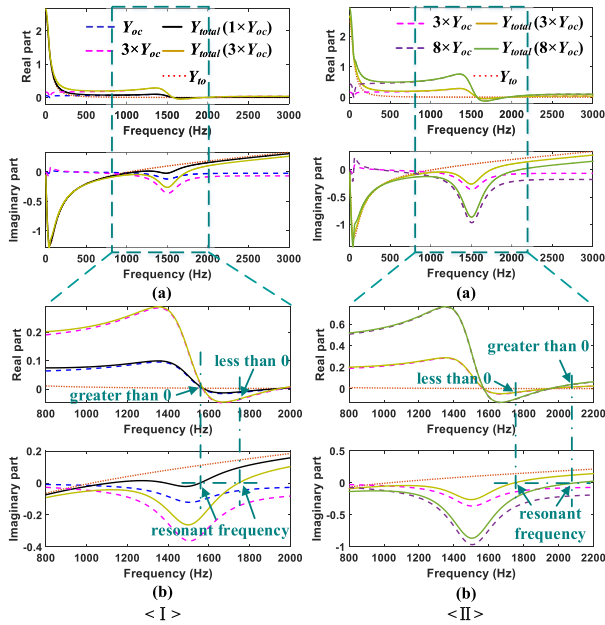 Real part
2
1
0
Y_oc
3×Y_oc
Y_total(1×Y_oc)
Y_total(3×Y_oc)
Y_to
0 500 1000 1500 2000 2500 3000
Frequency (Hz)
Imaginary part
0
-0.5
-1
0 500 1000 1500 2000 2500 3000
Frequency (Hz)
(a)
Real part
0.2
0.1
0
greater than 0
less than 0
800 1000 1200 1400 1600 1800 2000
Frequency (Hz)
Imaginary part
0.2
0
-0.2
-0.4
resonant frequency
800 1000 1200 1400 1600 1800 2000
Frequency (Hz)
(b)
<Ⅰ>
Real part
2
1
0
3×Y_oc
8×Y_oc
Y_total(3×Y_oc)
Y_total(8×Y_oc)
Y_to
0 500 1000 1500 2000 2500 3000
Frequency (Hz)
Imaginary part
0
-0.5
-1
0 500 1000 1500 2000 2500 3000
Frequency (Hz)
(a)
Real part
0.6
0.4
0.2
0
less than 0
greater than 0
800 1000 1200 1400 1600 1800 2000 2200
Frequency (Hz)
Imaginary part
0.5
0
-0.5
-1
resonant
frequency
800 1000 1200 1400 1600 1800 2000 2200
Frequency (Hz)
(b)
<Ⅱ>